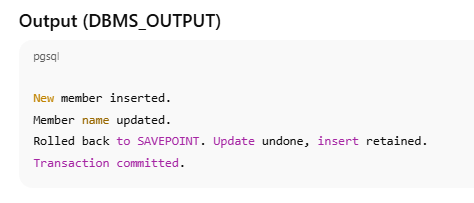 Output (DBMS_OUTPUT)
pgsql
New member inserted.
Member name updated.
Rolled back to SAVEPOINT. Update undone, insert retained.
Transaction committed.